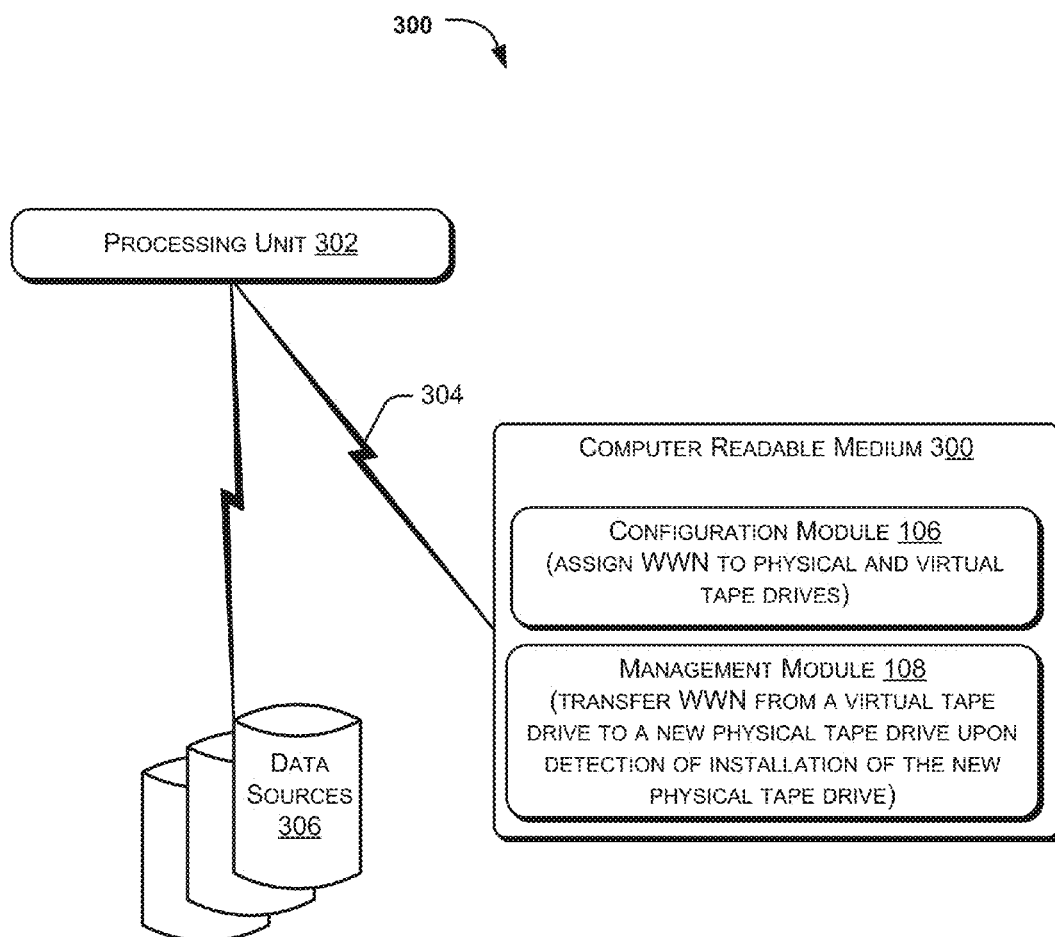 300
PROCESSING UNIT 302
304
COMPUTER READABLE MEDIUM 300
CONFIGURATION MODULE 106
(ASSIGN WWN TO PHYSICAL AND VIRTUAL
TAPE DRIVES)
MANAGEMENT MODULE 108
(TRANSFER WWN FROM A VIRTUAL TAPE
DRIVE TO A NEW PHYSICAL TAPE DRIVE UPON
DETECTION OF INSTALLATION OF THE NEW
PHYSICAL TAPE DRIVE)
DATA
SOURCES
306